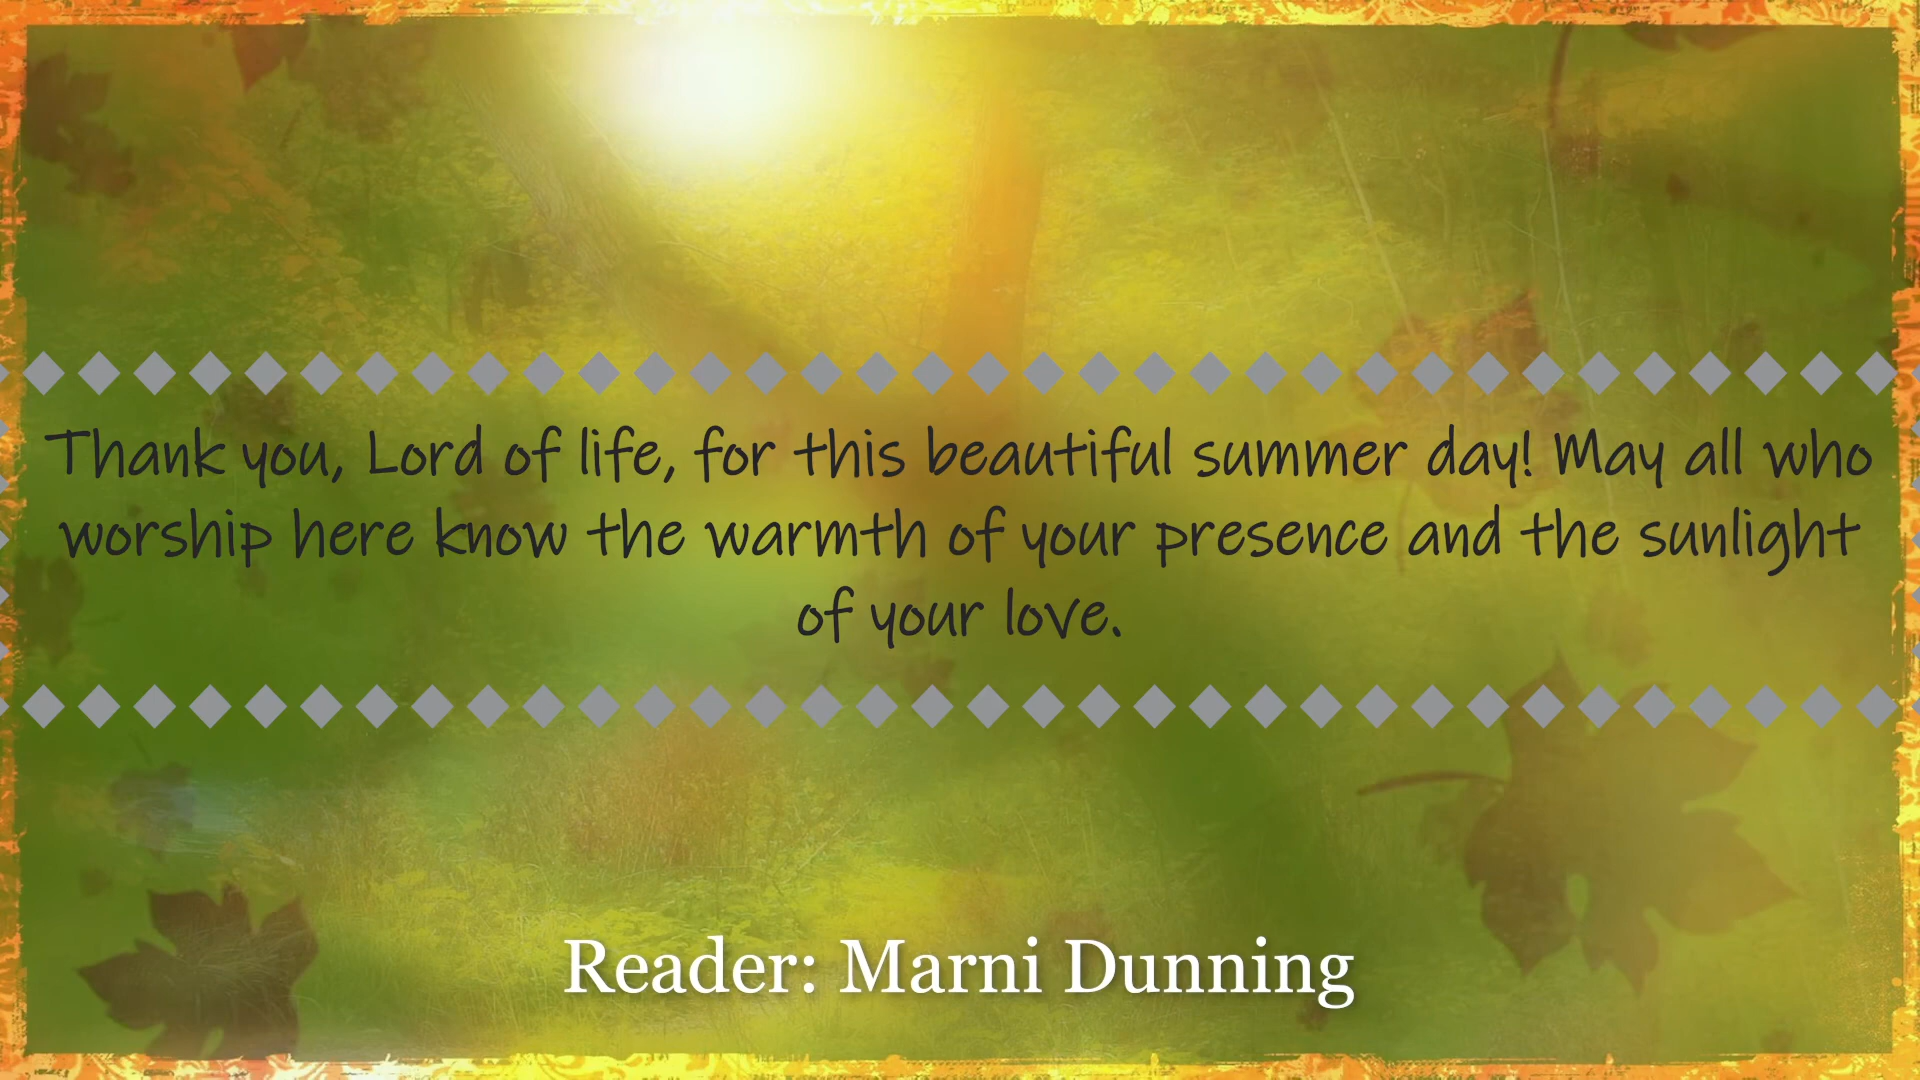 Thank you, Lord of life, for this beautiful summer day! May all who
worship here know the warmth of your presence and the sunlight
of your love.
Reader: Marni Dunning